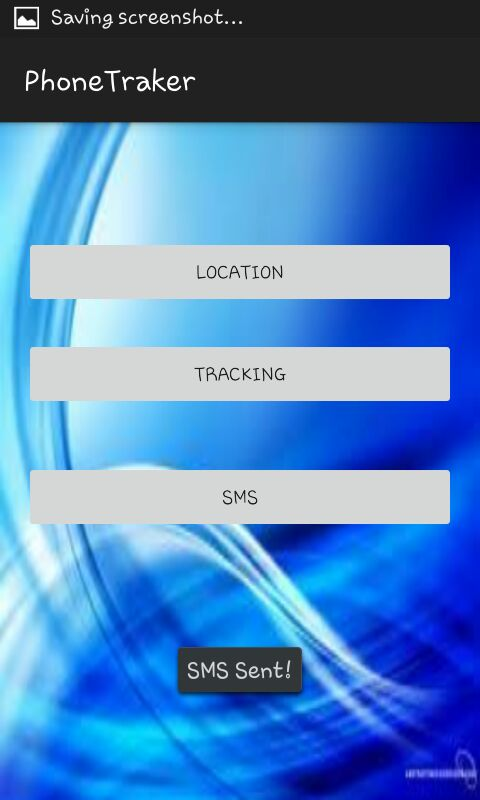 Saving screenshot...
PhoneTraker
LOCATION
TRACKING
SMS
SMS Sent!